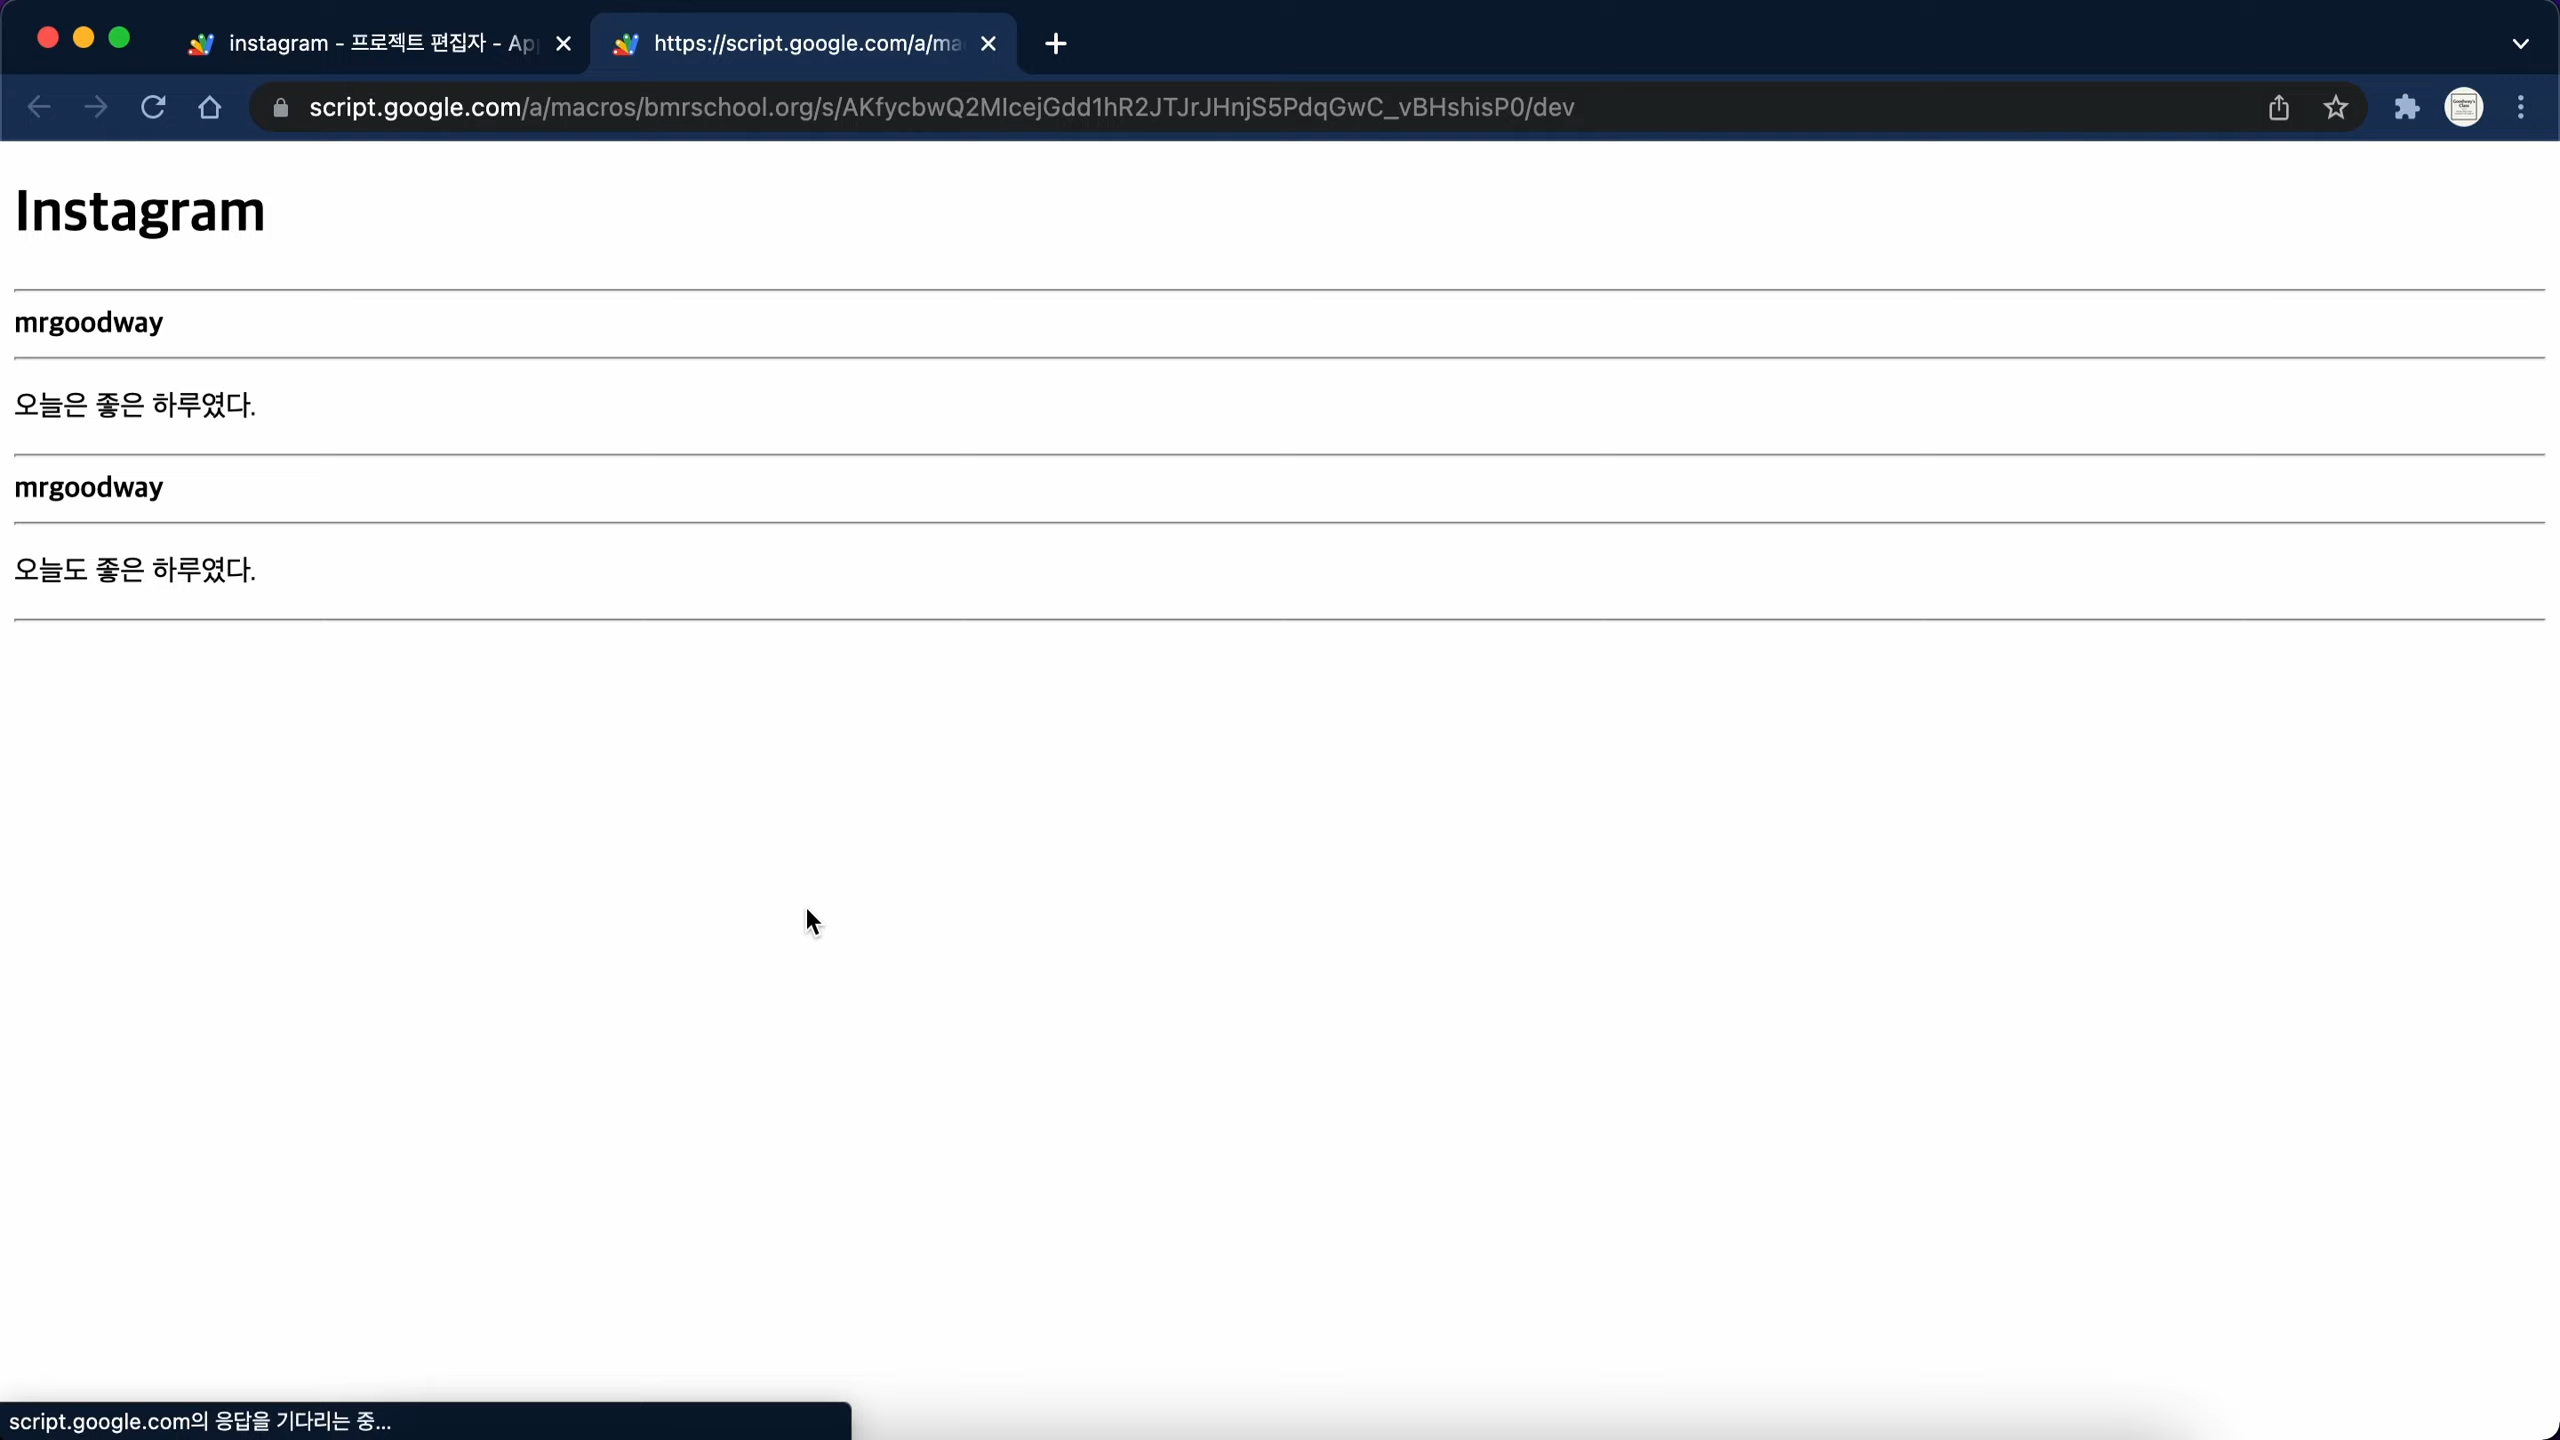 instagram - 프로젝트 편집자 - Ap
https://script.google.com/a/ma
script.google.com/a/macros/bmrschool.org/s/AKfycbwQ2MIcejGdd1hR2JTJrJHnjS5PdqGwC_vBHshisP0/dev
Instagram
mrgoodway
오늘은 좋은 하루였다.
mrgoodway
오늘도 좋은 하루였다.
script.google.com의 응답을 기다리는 중...